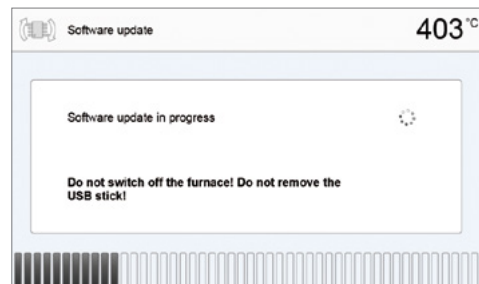 Software update
403 °C
Software update in progress
Do not switch off the furnace! Do not remove the
USB stick!